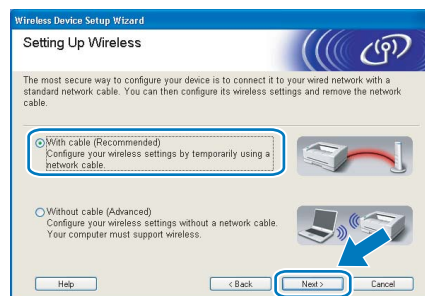 Wireless Device Setup Wizard
Setting Up Wireless
The most secure way to configure your device is to connect it to your wired network with a
standard network cable. You can then configure its wireless settings and remove the network
cable.
With cable (Recommended)
Configure your wireless settings by temporarily using a
network cable.
Without cable (Advanced)
Configure your wireless settings without a network cable.
Your computer must support wireless.
Help
< Back
Next >
Cancel